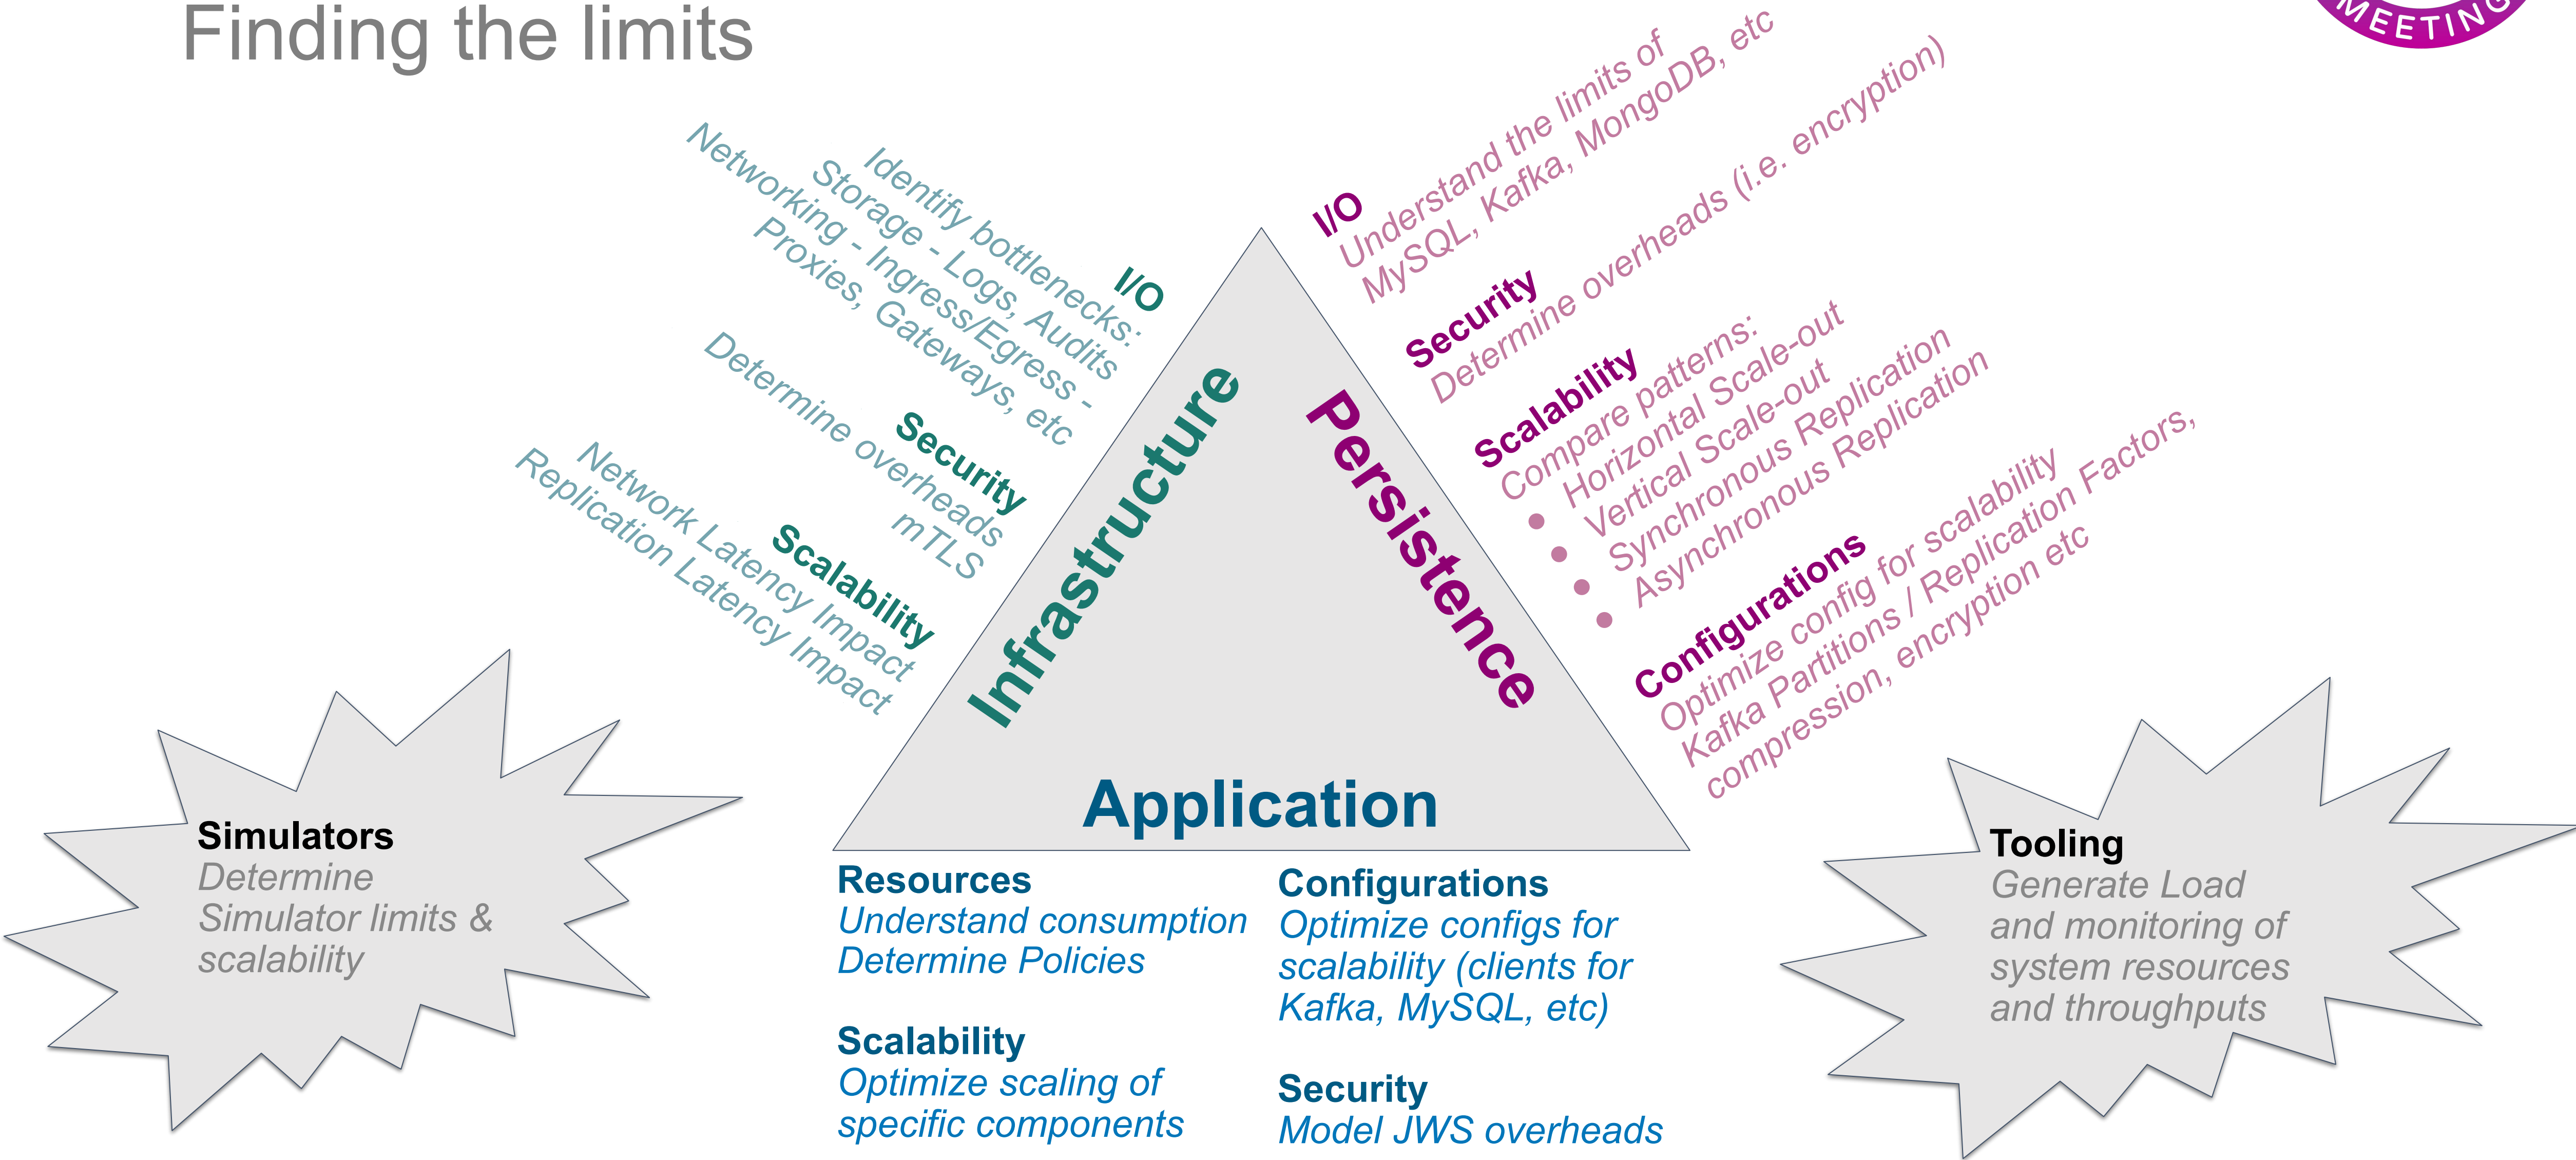 Finding the limits
MEETING
I/O
Identify bottlenecks:
Storage - Logs, Audits
Networking - Ingress/Egress -
Proxies, Gateways, etc
Security
Determine overheads
mTLS
Scalability
Network Latency Impact
Replication Latency Impact
Infrastructure
I/O
Understand the limits of
MySQL, Kafka, MongoDB, etc
Security
Determine overheads (i.e. encryption)
Scalability
Compare patterns:
● Horizontal Scale-out
● Vertical Scale-out
● Synchronous Replication
● Asynchronous Replication
Configurations
Optimize config for scalability
Kafka Partitions / Replication Factors,
compression, encryption etc
Persistence
Application
Simulators
Determine
Simulator limits &
scalability
Resources
Understand consumption
Determine Policies
Scalability
Optimize scaling of
specific components
Configurations
Optimize configs for
scalability (clients for
Kafka, MySQL, etc)
Security
Model JWS overheads
Tooling
Generate Load
and monitoring of
system resources
and throughputs